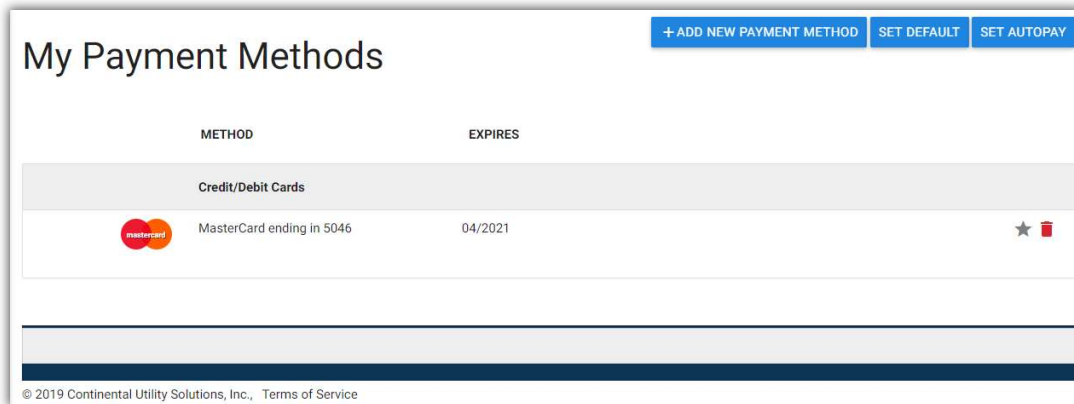 + ADD NEW PAYMENT METHOD SET DEFAULT SET AUTOPAY
My Payment Methods
METHOD EXPIRES
Credit/Debit Cards
mastercard MasterCard ending in 5046 04/2021
© 2019 Continental Utility Solutions, Inc., Terms of Service